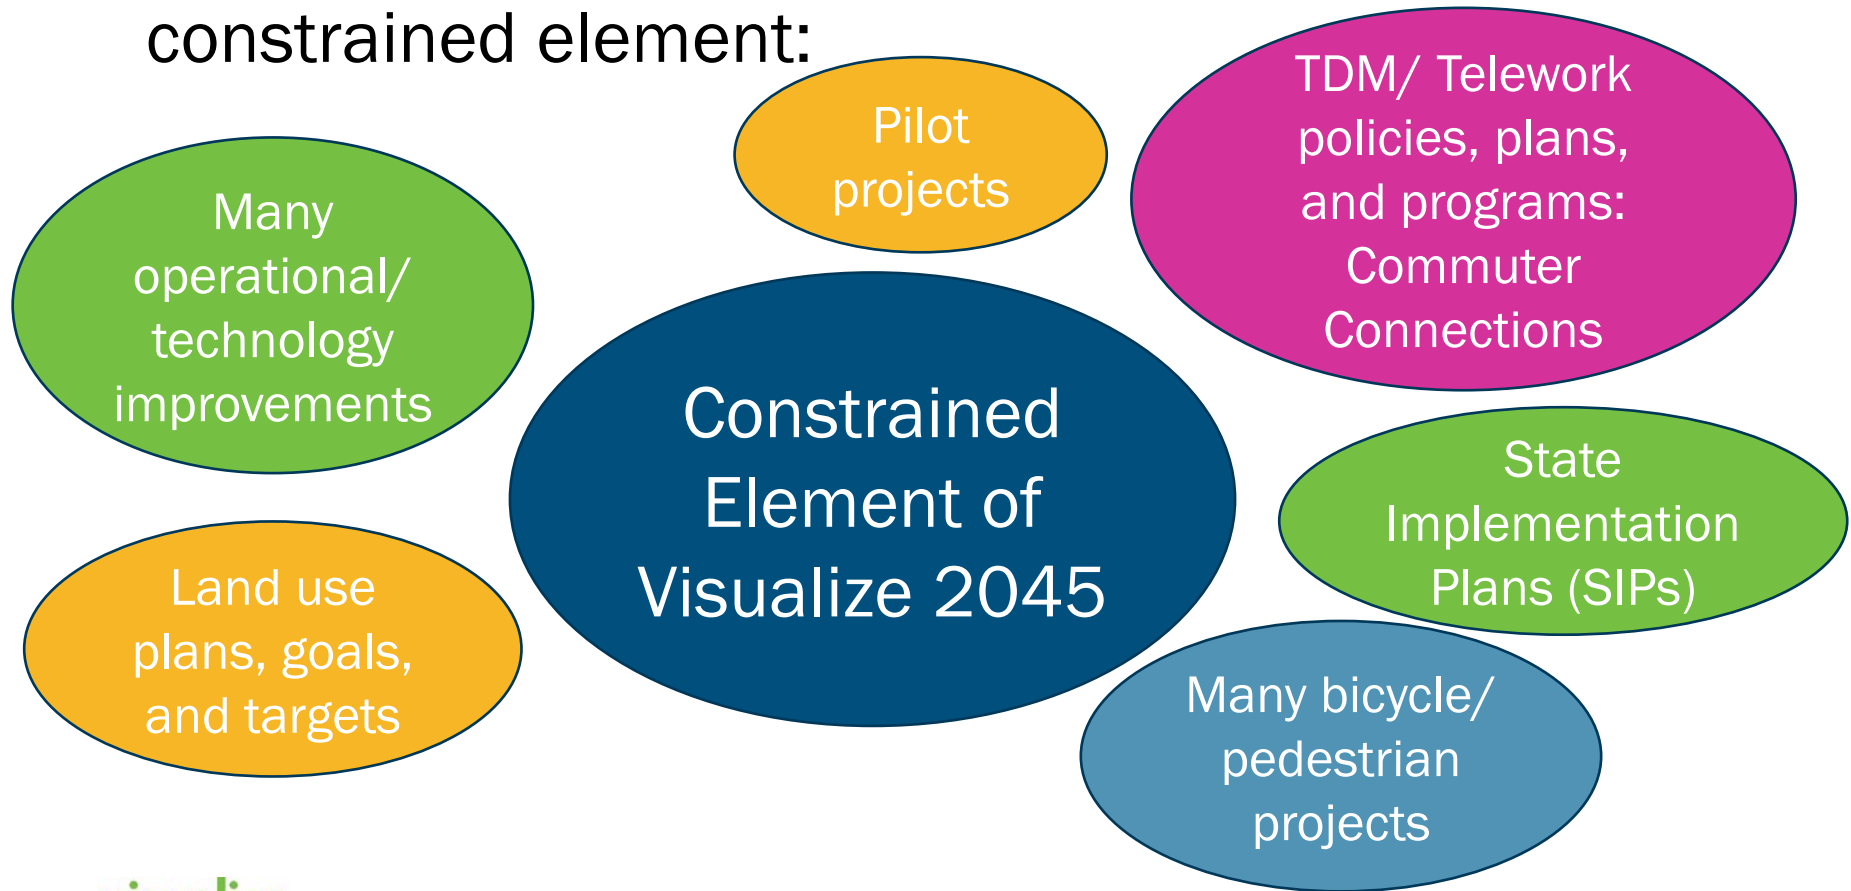 constrained element:
Pilot
projects
TDM/ Telework
policies, plans,
and programs:
Commuter
Connections
Many
operational/
technology
improvements
Constrained
Element of
Visualize 2045
State
Implementation
Plans (SIPs)
Land use
plans, goals,
and targets
Many bicycle/
pedestrian
projects